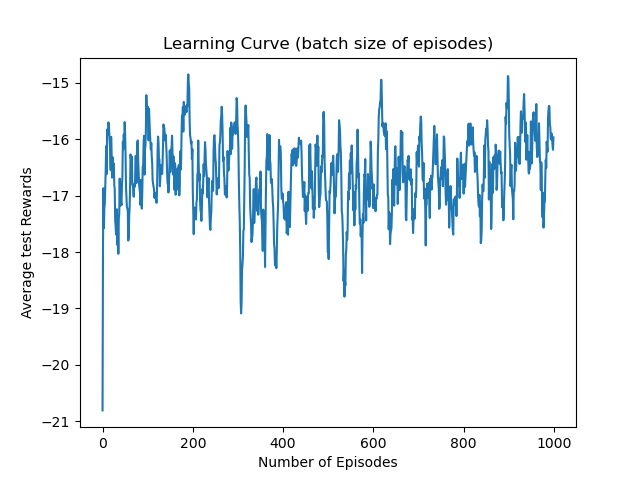 Learning Curve (batch size of episodes)
−15
−16
−17
−18
−19
−20
−21
Average test Rewards
0 200 400 600 800 1000
Number of Episodes